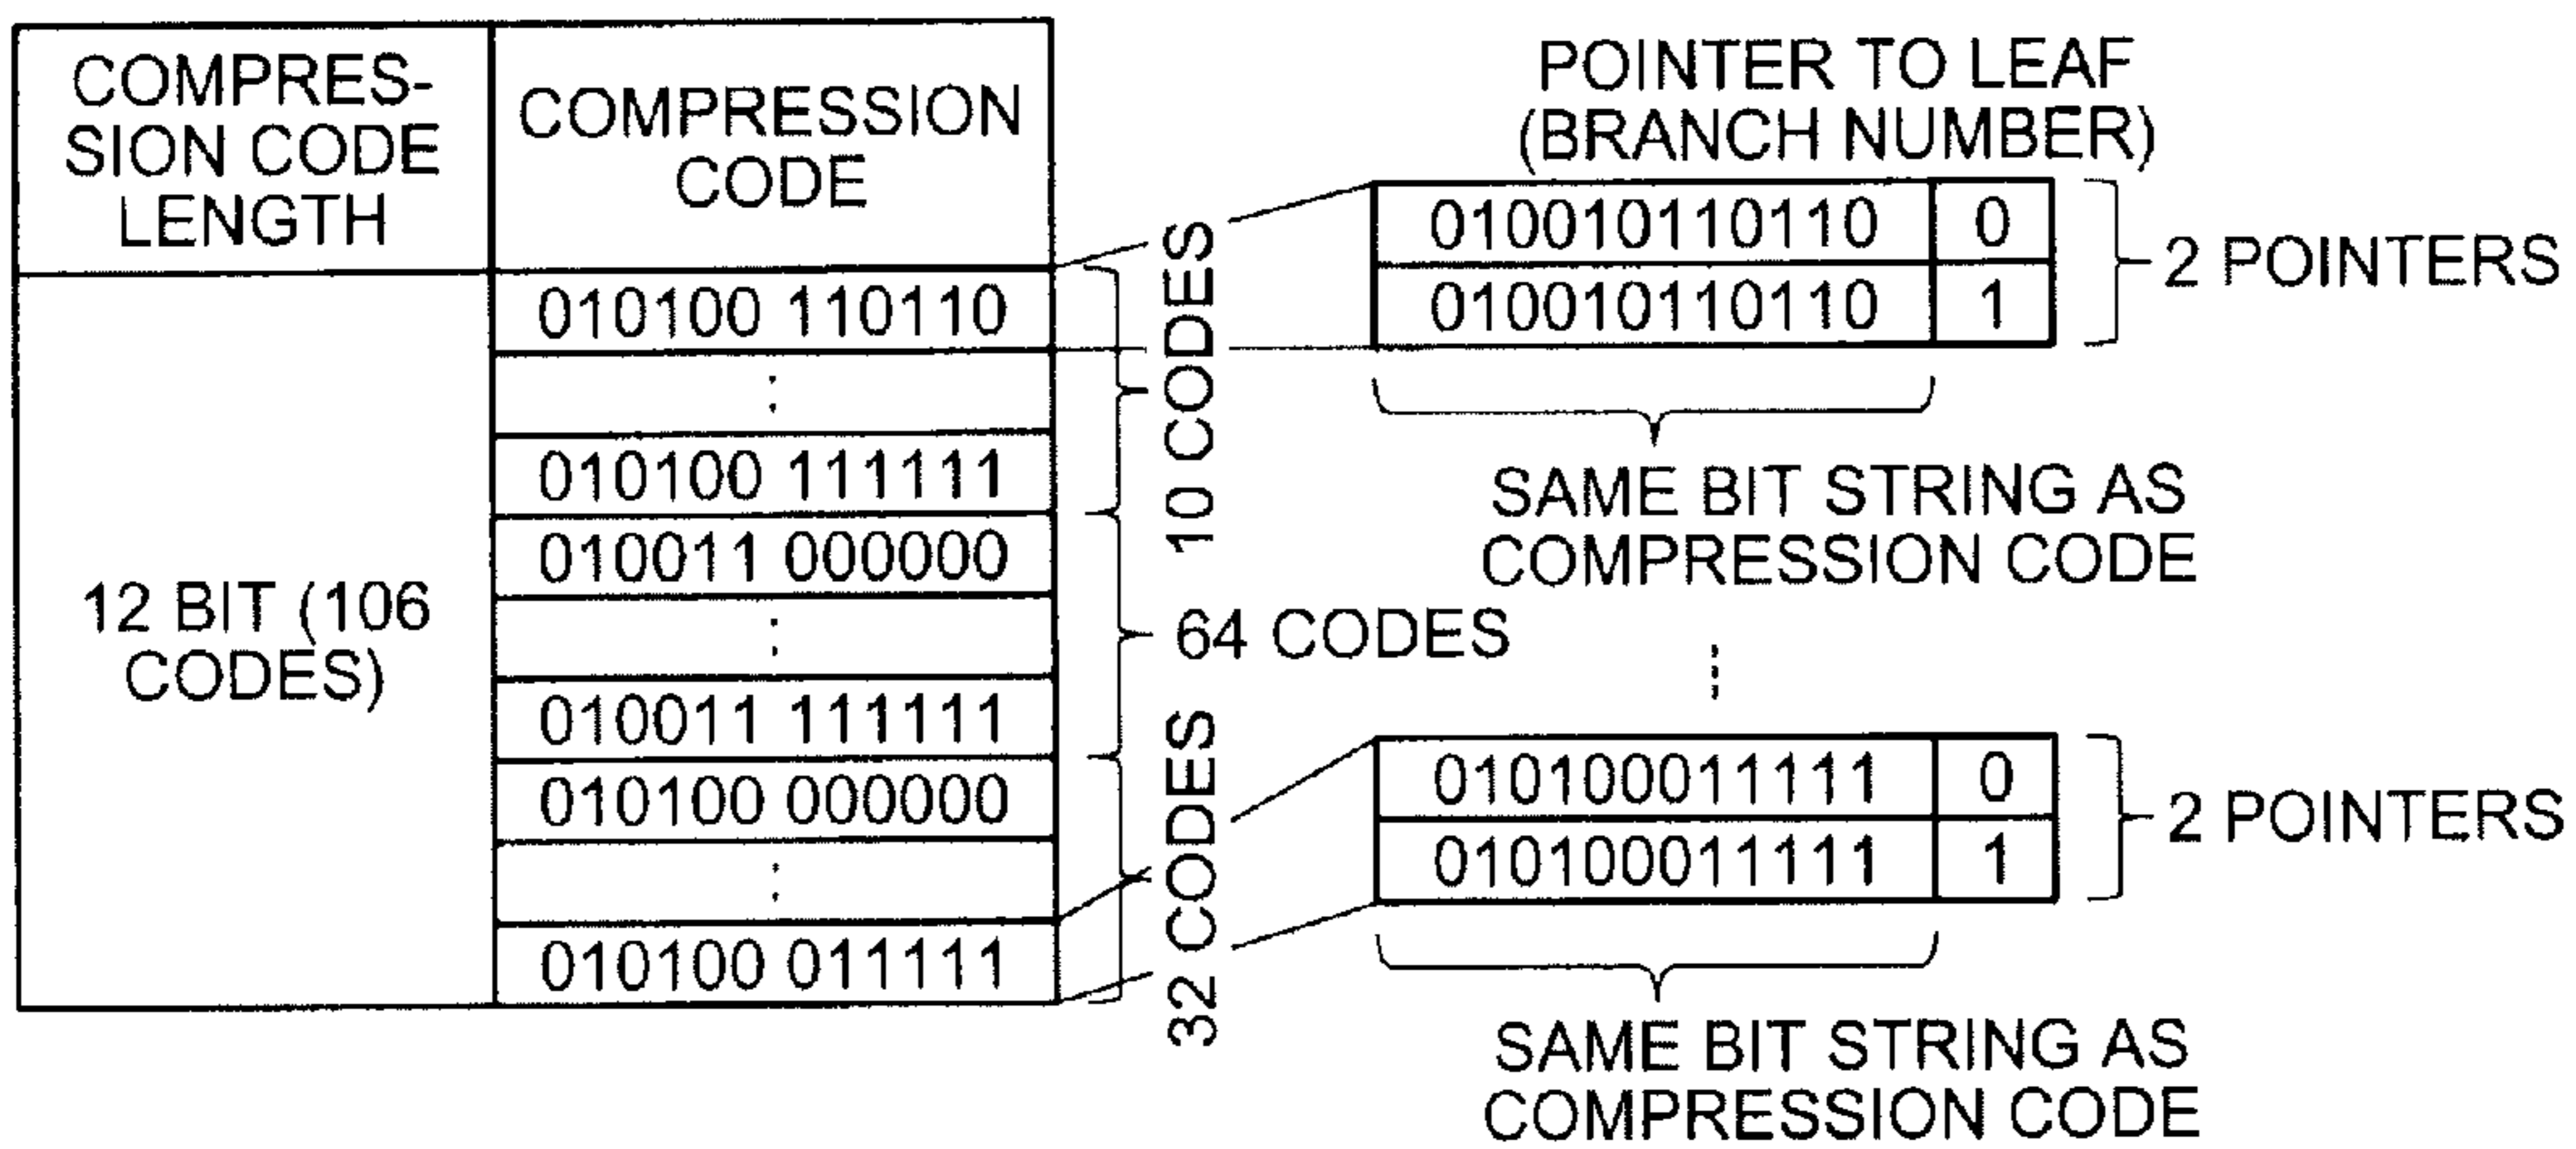 COMPRES-
SION CODE
LENGTH
COMPRESSION
CODE
12 BIT (106
CODES)
010100 110110
:
010100 111111
010011 000000
:
010011 111111
010100 000000
:
010100 011111
10 CODES
64 CODES
32 CODES
POINTER TO LEAF
(BRANCH NUMBER)
010010110110 0
010010110110 1
2 POINTERS
SAME BIT STRING AS
COMPRESSION CODE
010100011111 0
010100011111 1
2 POINTERS
SAME BIT STRING AS
COMPRESSION CODE